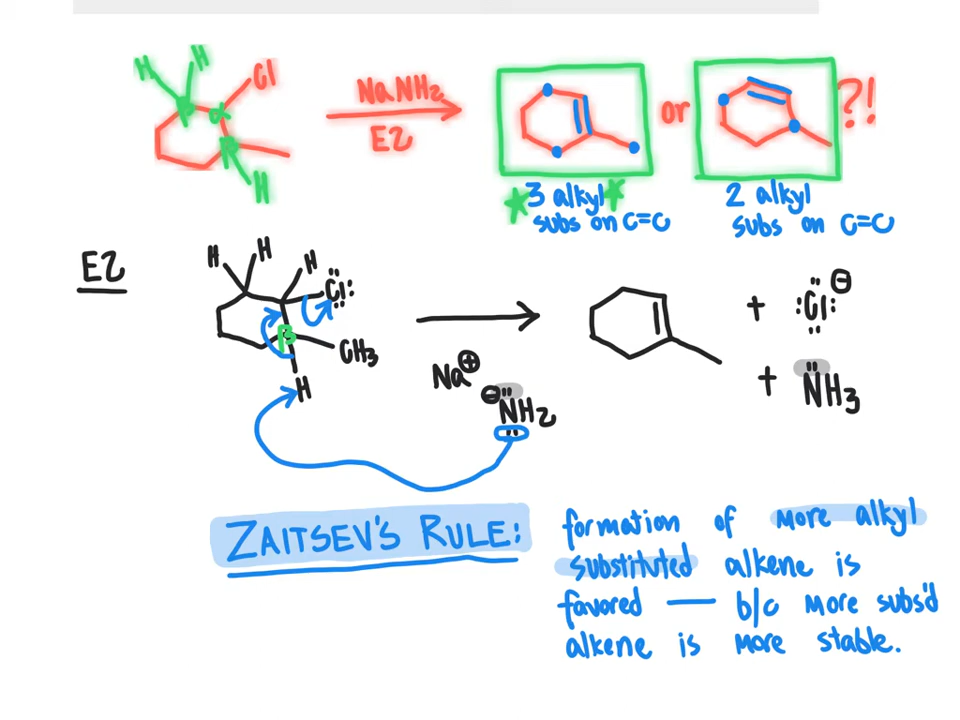 H H Cl
β α
β
H
NaNH₂
E2
or
?!
*3 alkyl*
subs on C=C
2 alkyl
subs on C=C
E2
H H H :Cl:
β
CH₃
H
Na⊕
⊖:NH₂
+ :Cl:⊖
+ :NH₃
ZAITSEV'S RULE:
formation of more alkyl
substituted alkene is
favored — b/c more subs'd
alkene is more stable.